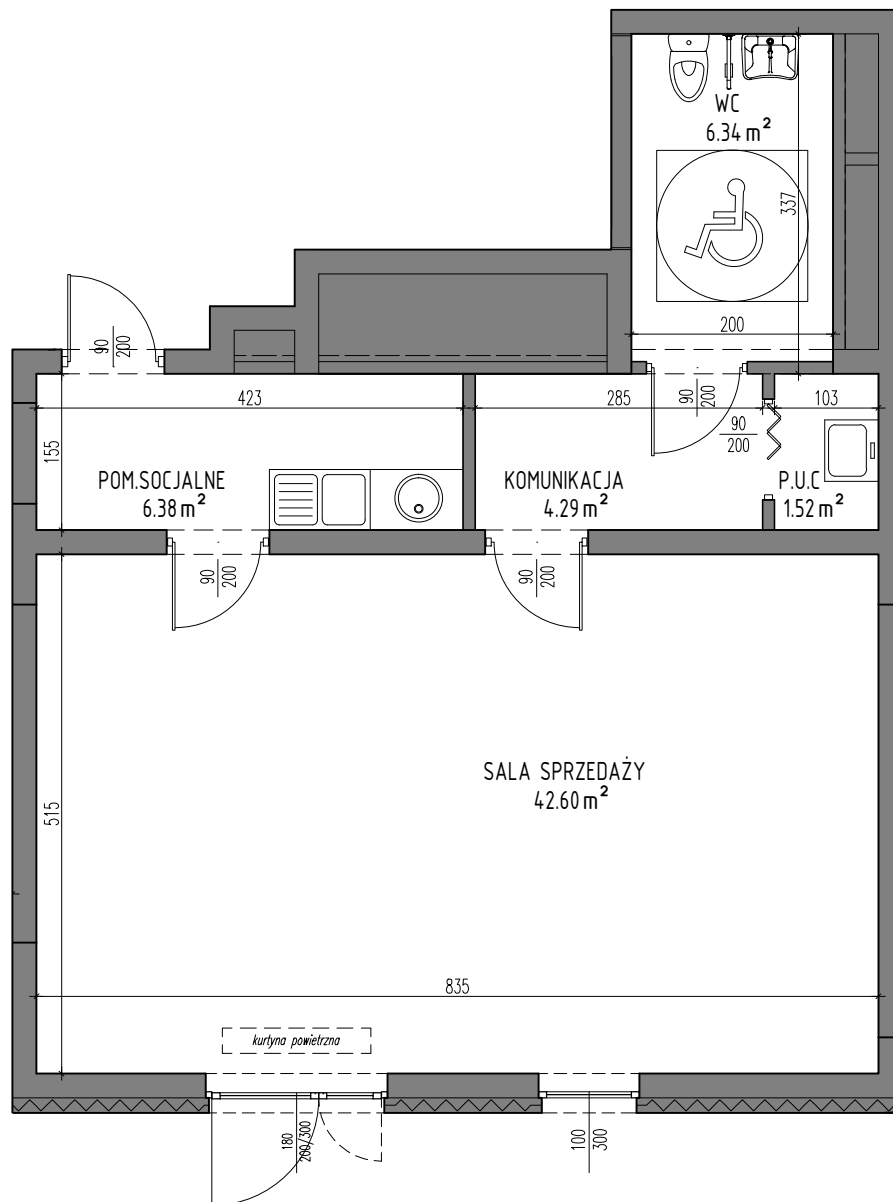 WC
6.34 m²
337
200
90
200
423
285
90
200
103
155
90
200
POM.SOCJALNE
6.38 m²
KOMUNIKACJA
4.29 m²
P.U.C
1.52 m²
90
200
90
200
SALA SPRZEDAŻY
42.60 m²
515
835
kurtyna powietrzna
180
200/300
100
300